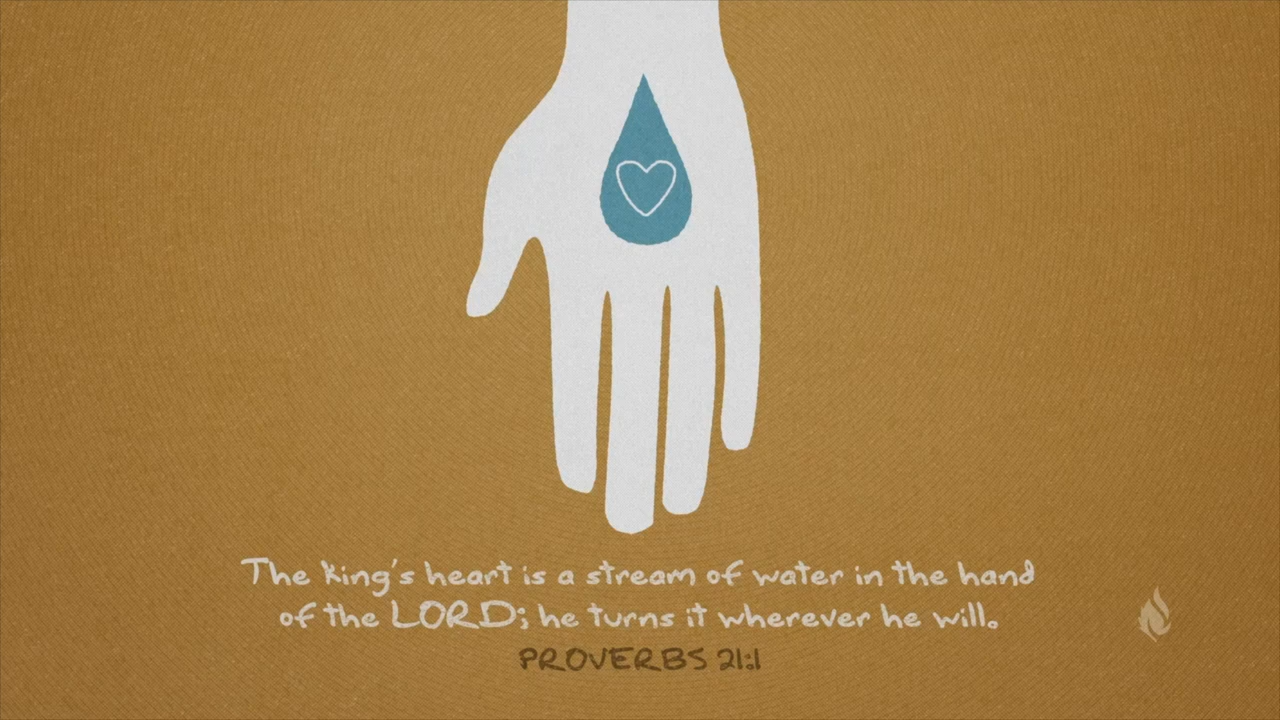 The king's heart is a stream of water in the hand
of the LORD; he turns it wherever he will.
PROVERBS 21:1